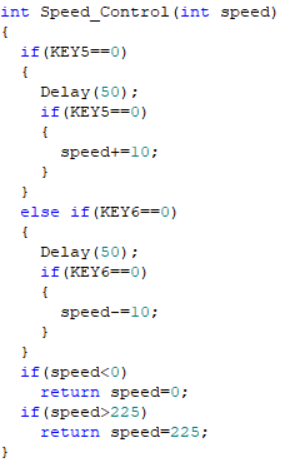 int Speed_Control(int speed)
{
  if(KEY5==0)
  {
    Delay(50);
    if(KEY5==0)
    {
      speed+=10;
    }
  }
  else if(KEY6==0)
  {
    Delay(50);
    if(KEY6==0)
    {
      speed-=10;
    }
  }
  if(speed<0)
    return speed=0;
  if(speed>225)
    return speed=225;
}